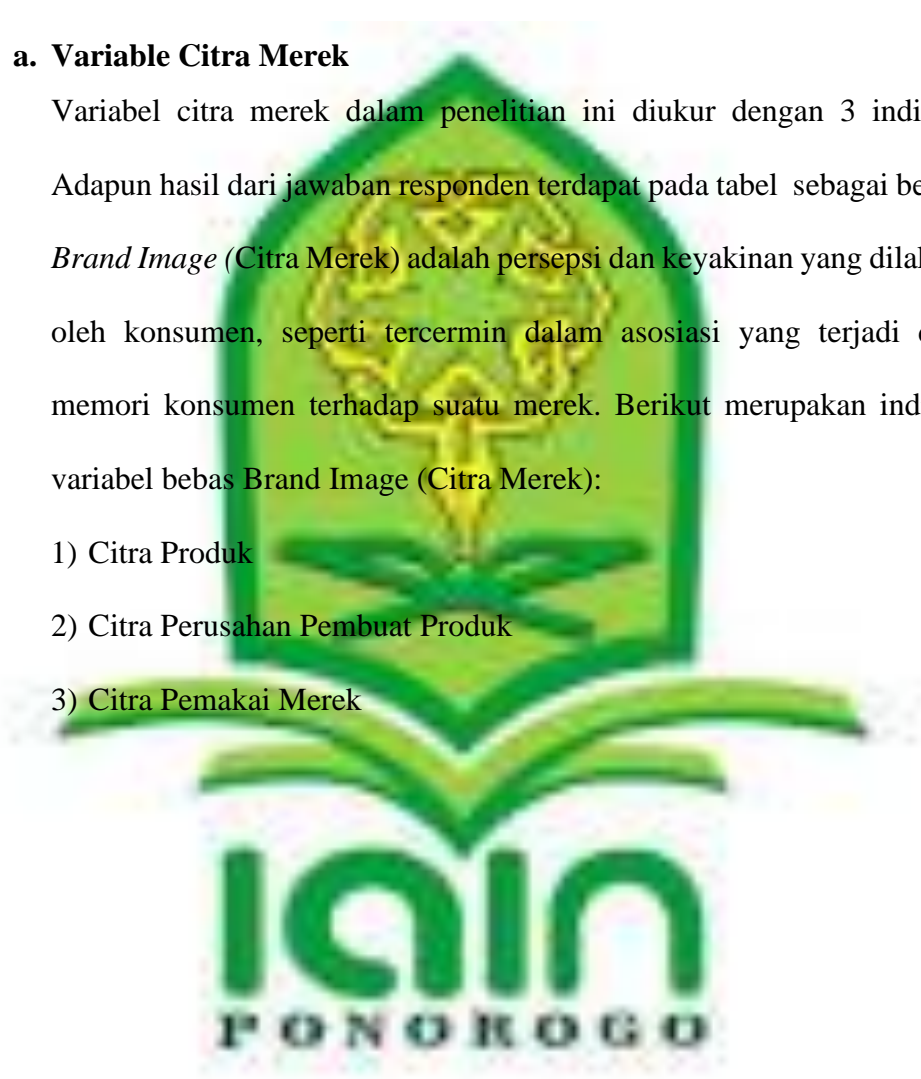 a. Variable Citra Merek
Variabel citra merek dalam penelitian ini diukur dengan 3 indi
Adapun hasil dari jawaban responden terdapat pada tabel sebagai be
Brand Image (Citra Merek) adalah persepsi dan keyakinan yang dila
oleh konsumen, seperti tercermin dalam asosiasi yang terjadi
memori konsumen terhadap suatu merek. Berikut merupakan ind
variabel bebas Brand Image (Citra Merek):
1) Citra Produk
2) Citra Perusahan Pembuat Produk
3) Citra Pemakai Merek
iain
PONOROGO